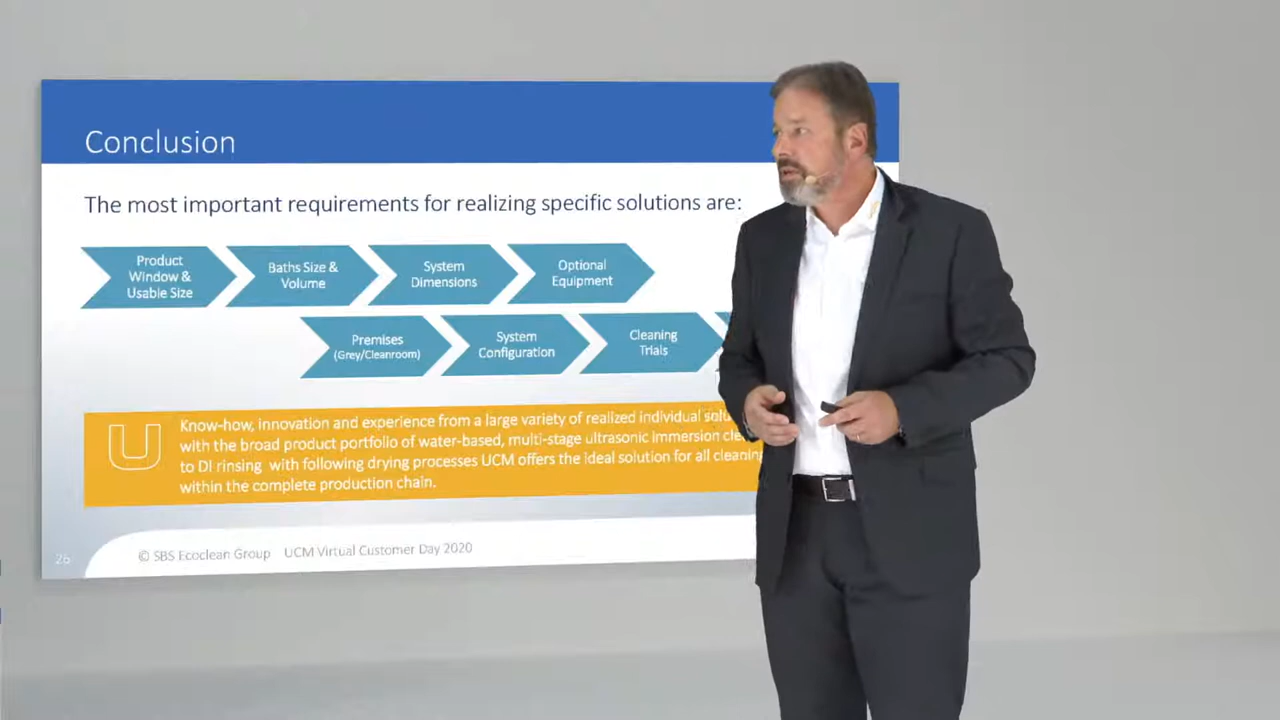 Conclusion
The most important requirements for realizing specific solutions are:
Product
Window &
Usable Size
Baths Size &
Volume
System
Dimensions
Optional
Equipment
Premises
(Grey/Cleanroom)
System
Configuration
Cleaning
Trials
Know-how, innovation and experience from a large variety of realized individual
with the broad product portfolio of water-based, multi-stage ultrasonic immersion
to DI rinsing with following drying processes UCM offers the ideal solution for all cleaning
within the complete production chain.
26
© SBS Ecoclean Group UCM Virtual Customer Day 2020